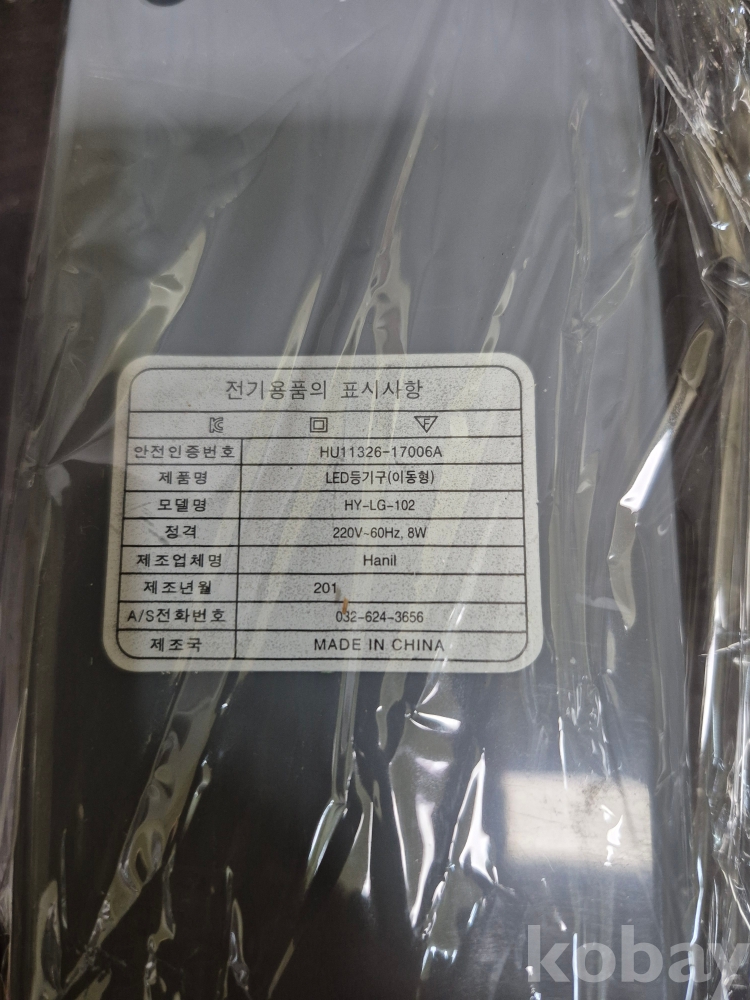 전기용품의 표시사항
안전인증번호 HU11326-17006A
제품명 LED등기구(이동형)
모델명 HY-LG-102
정격 220V~60Hz, 8W
제조업체명 Hanil
제조년월 201
A/S전화번호 032-624-3656
제조국 MADE IN CHINA
kobay